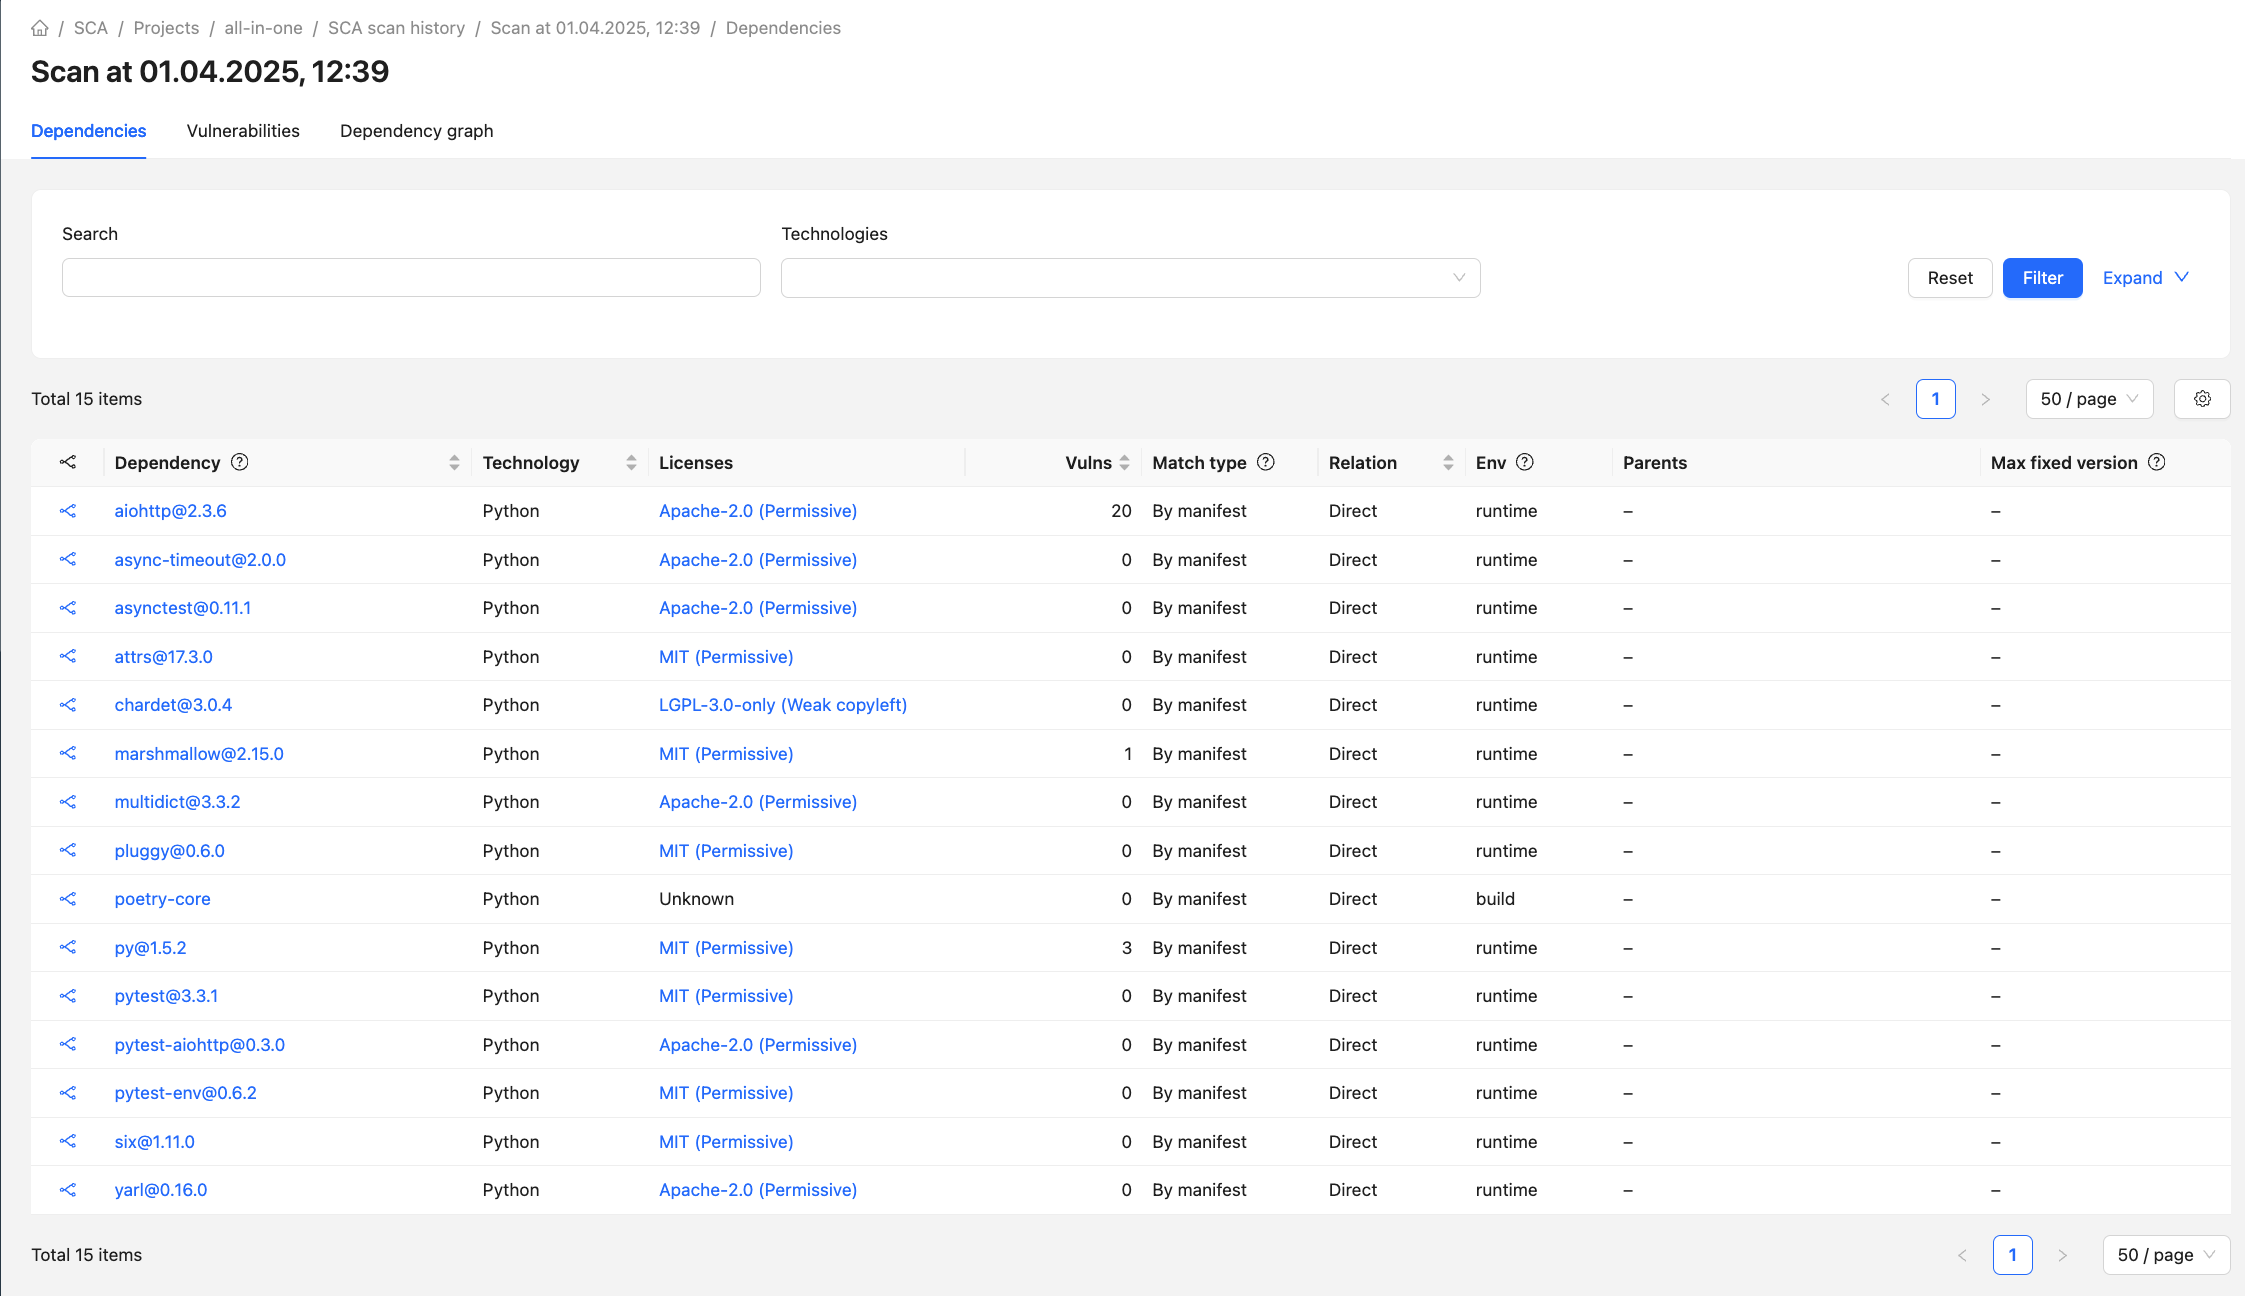 / SCA / Projects / all-in-one / SCA scan history / Scan at 01.04.2025, 12:39 / Dependencies
Scan at 01.04.2025, 12:39
Dependencies Vulnerabilities Dependency graph
Search Technologies
Reset Filter Expand
Total 15 items < 1 > 50 / page
Dependency ? Technology Licenses Vulns Match type ? Relation Env ? Parents Max fixed version ?
aiohttp@2.3.6 Python Apache-2.0 (Permissive) 20 By manifest Direct runtime – –
async-timeout@2.0.0 Python Apache-2.0 (Permissive) 0 By manifest Direct runtime – –
asynctest@0.11.1 Python Apache-2.0 (Permissive) 0 By manifest Direct runtime – –
attrs@17.3.0 Python MIT (Permissive) 0 By manifest Direct runtime – –
chardet@3.0.4 Python LGPL-3.0-only (Weak copyleft) 0 By manifest Direct runtime – –
marshmallow@2.15.0 Python MIT (Permissive) 1 By manifest Direct runtime – –
multidict@3.3.2 Python Apache-2.0 (Permissive) 0 By manifest Direct runtime – –
pluggy@0.6.0 Python MIT (Permissive) 0 By manifest Direct runtime – –
poetry-core Python Unknown 0 By manifest Direct build – –
py@1.5.2 Python MIT (Permissive) 3 By manifest Direct runtime – –
pytest@3.3.1 Python MIT (Permissive) 0 By manifest Direct runtime – –
pytest-aiohttp@0.3.0 Python Apache-2.0 (Permissive) 0 By manifest Direct runtime – –
pytest-env@0.6.2 Python MIT (Permissive) 0 By manifest Direct runtime – –
six@1.11.0 Python MIT (Permissive) 0 By manifest Direct runtime – –
yarl@0.16.0 Python Apache-2.0 (Permissive) 0 By manifest Direct runtime – –
Total 15 items < 1 > 50 / page